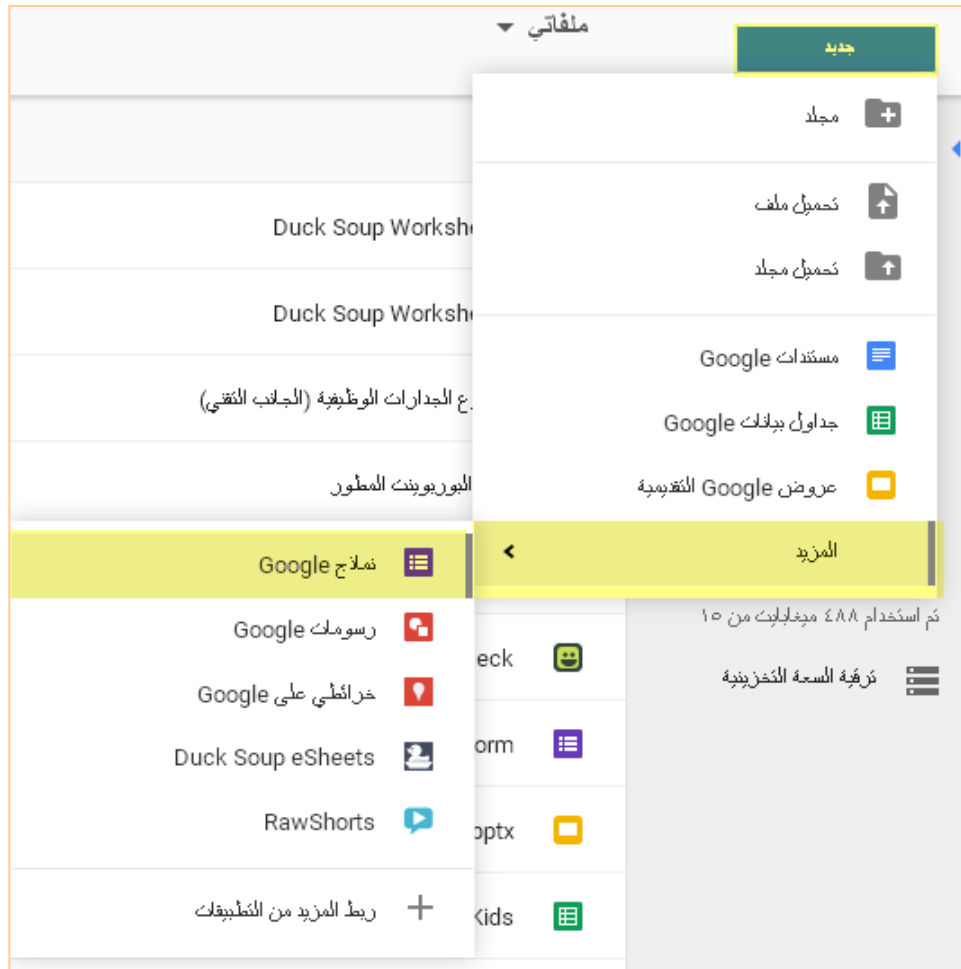 ملفاتي
جديد
مجلد
تحميل ملف
تحميل مجلد
مستندات Google
جداول بيانات Google
عروض Google التقديمية
المزيد
نماذج Google
رسومات Google
خرائطي على Google
Duck Soup eSheets
RawShorts
ربط المزيد من التطبيقات
Duck Soup Worksh
Duck Soup Worksh
ع الجدارات الوظيفية (الجانب التقني)
البوربوينت المطور
eck
orm
pptx
Kids
تم استخدام ٤٨٨ ميغابايت من ١٥
ترقية السعة التخزينية